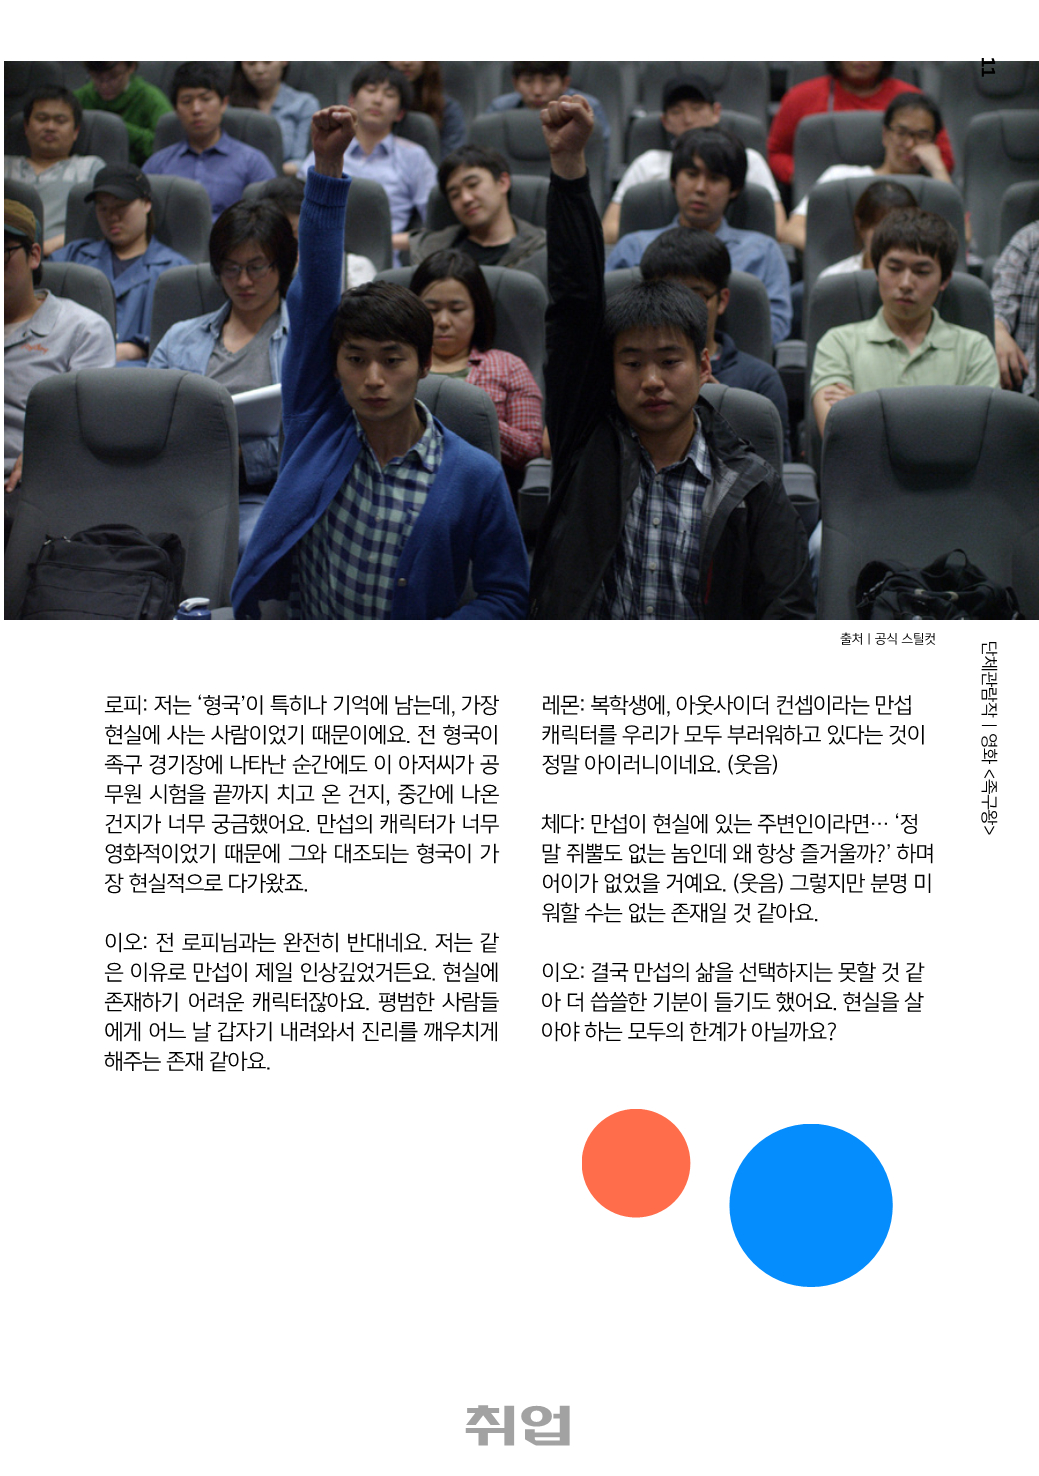 11
출처 | 공식 스틸컷
단체관람작 | 영화 <족구왕>
로피: 저는 ‘형국’이 특히나 기억에 남는데, 가장
현실에 사는 사람이었기 때문이에요. 전 형국이
족구 경기장에 나타난 순간에도 이 아저씨가 공
무원 시험을 끝까지 치고 온 건지, 중간에 나온
건지가 너무 궁금했어요. 만섭의 캐릭터가 너무
영화적이었기 때문에 그와 대조되는 형국이 가
장 현실적으로 다가왔죠.
이오: 전 로피님과는 완전히 반대네요. 저는 같
은 이유로 만섭이 제일 인상깊었거든요. 현실에
존재하기 어려운 캐릭터잖아요. 평범한 사람들
에게 어느 날 갑자기 내려와서 진리를 깨우치게
해주는 존재 같아요.
레몬: 복학생에, 아웃사이더 컨셉이라는 만섭
캐릭터를 우리가 모두 부러워하고 있다는 것이
정말 아이러니이네요. (웃음)
체다: 만섭이 현실에 있는 주변인이라면… ‘정
말 쥐뿔도 없는 놈인데 왜 항상 즐거울까?’ 하며
어이가 없었을 거예요. (웃음) 그렇지만 분명 미
워할 수는 없는 존재일 것 같아요.
이오: 결국 만섭의 삶을 선택하지는 못할 것 같
아 더 씁쓸한 기분이 들기도 했어요. 현실을 살
아야 하는 모두의 한계가 아닐까요?
취업